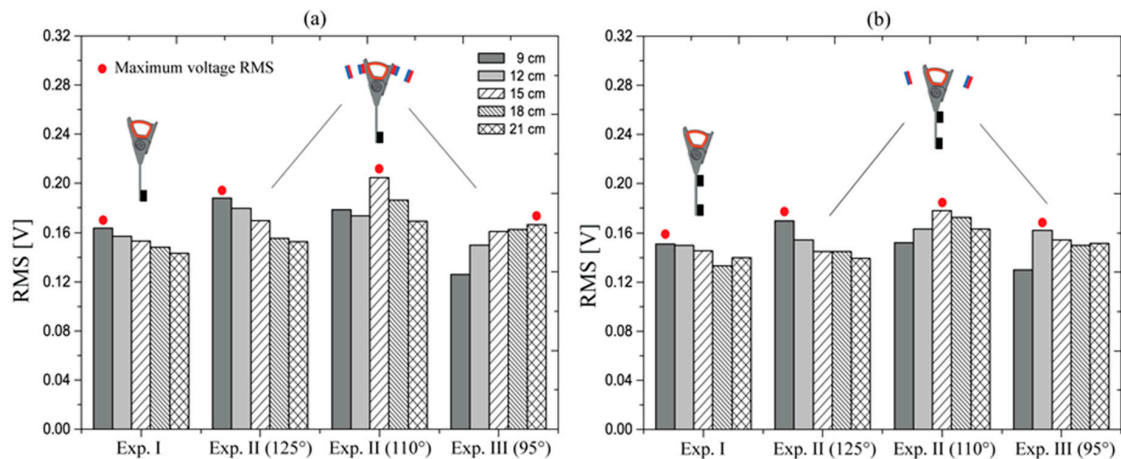 (a)
0.32
0.28
0.24
0.20
0.16
0.12
0.08
0.04
0.00
RMS [V]
Maximum voltage RMS
9 cm
12 cm
15 cm
18 cm
21 cm
Exp. I
Exp. II (125°)
Exp. II (110°)
Exp. III (95°)
(b)
0.32
0.28
0.24
0.20
0.16
0.12
0.08
0.04
0.00
RMS [V]
Exp. I
Exp. II (125°)
Exp. II (110°)
Exp. III (95°)